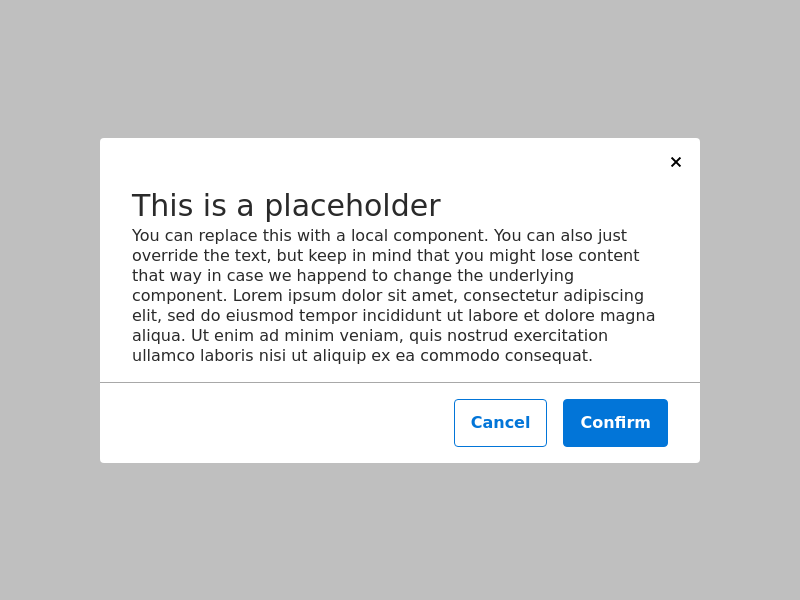 This is a placeholder
You can replace this with a local component. You can also just
override the text, but keep in mind that you might lose content
that way in case we happend to change the underlying
component. Lorem ipsum dolor sit amet, consectetur adipiscing
elit, sed do eiusmod tempor incididunt ut labore et dolore magna
aliqua. Ut enim ad minim veniam, quis nostrud exercitation
ullamco laboris nisi ut aliquip ex ea commodo consequat.
Cancel
Confirm